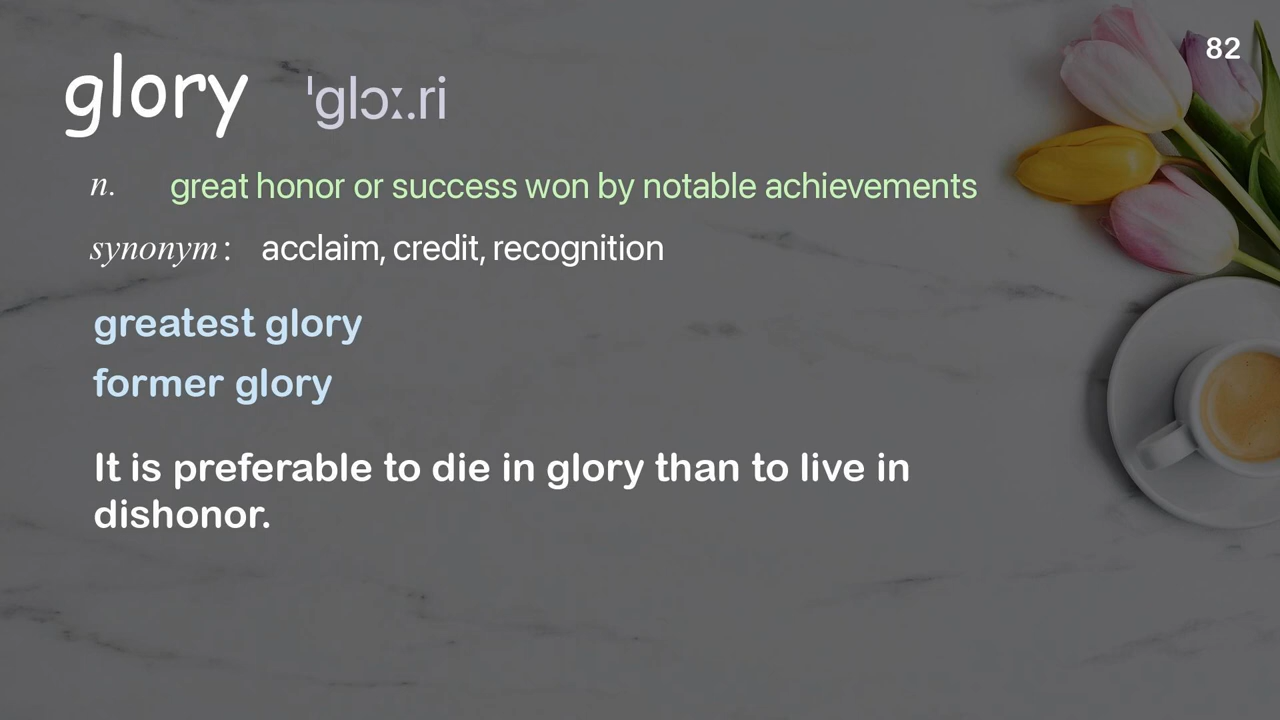 82
glory ˈɡlɔː.ri
n. great honor or success won by notable achievements
synonym: acclaim, credit, recognition
greatest glory
former glory
It is preferable to die in glory than to live in
dishonor.